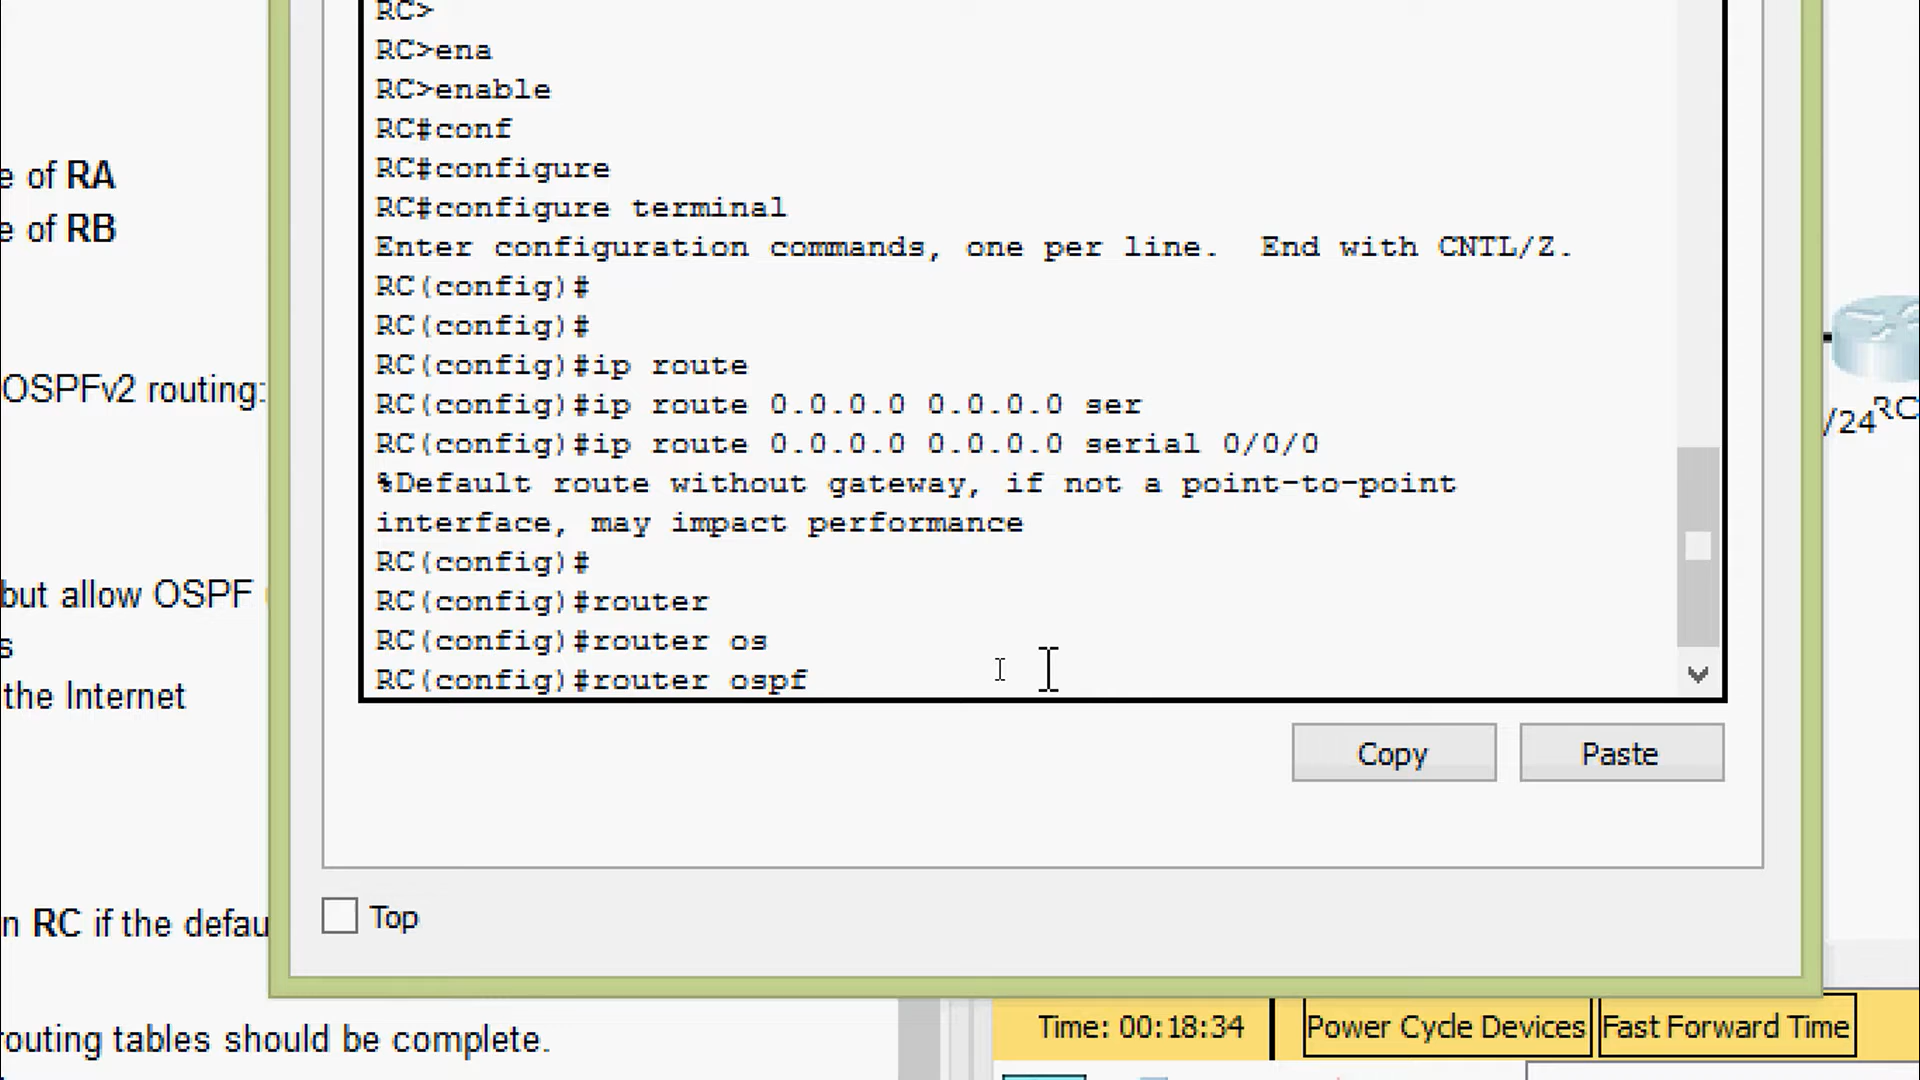 RC>
RC>ena
RC>enable
RC#conf
RC#configure
RC#configure terminal
Enter configuration commands, one per line.  End with CNTL/Z.
RC(config)#
RC(config)#
RC(config)#ip route
RC(config)#ip route 0.0.0.0 0.0.0.0 ser
RC(config)#ip route 0.0.0.0 0.0.0.0 serial 0/0/0
%Default route without gateway, if not a point-to-point
interface, may impact performance
RC(config)#
RC(config)#router
RC(config)#router os
RC(config)#router ospf
Copy
Paste
Top
e of RA
e of RB
OSPFv2 routing:
but allow OSPF
s
the Internet
n RC if the defau
routing tables should be complete.
RC
/24
Time: 00:18:34
Power Cycle Devices
Fast Forward Time